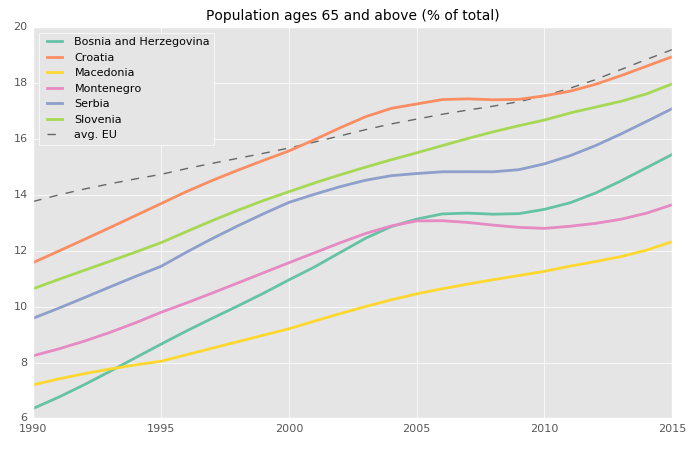 Population ages 65 and above (% of total)
20
18
16
14
12
10
8
6
Bosnia and Herzegovina
Croatia
Macedonia
Montenegro
Serbia
Slovenia
avg. EU
1990 1995 2000 2005 2010 2015